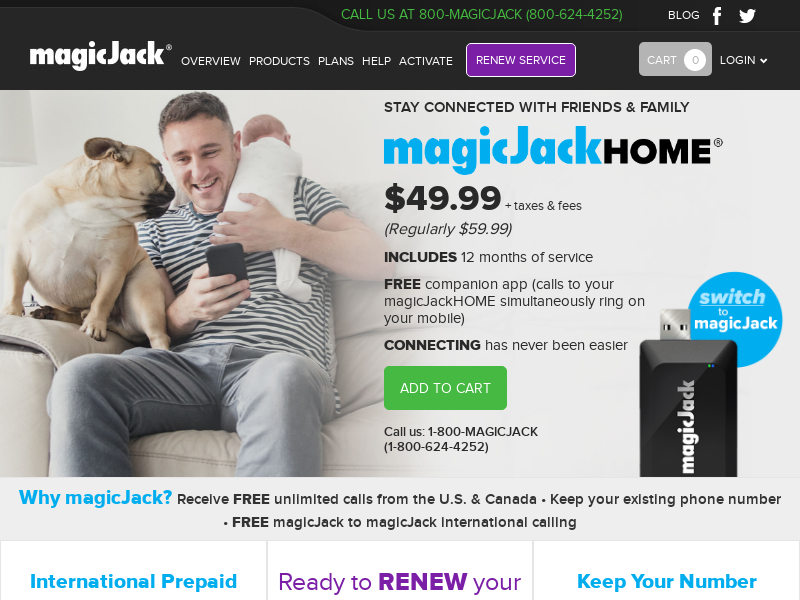 CALL US AT 800-MAGICJACK (800-624-4252)
BLOG
magicJack®
OVERVIEW PRODUCTS PLANS HELP ACTIVATE RENEW SERVICE CART 0 LOGIN
STAY CONNECTED WITH FRIENDS & FAMILY
magicJackHOME®
$49.99 + taxes & fees
(Regularly $59.99)
INCLUDES 12 months of service
FREE companion app (calls to your
magicJackHOME simultaneously ring on
your mobile)
CONNECTING has never been easier
switch
to
magicJack
magicJack
ADD TO CART
Call us: 1-800-MAGICJACK
(1-800-624-4252)
Why magicJack? Receive FREE unlimited calls from the U.S. & Canada • Keep your existing phone number
• FREE magicJack to magicJack international calling
International Prepaid
Ready to RENEW your
Keep Your Number